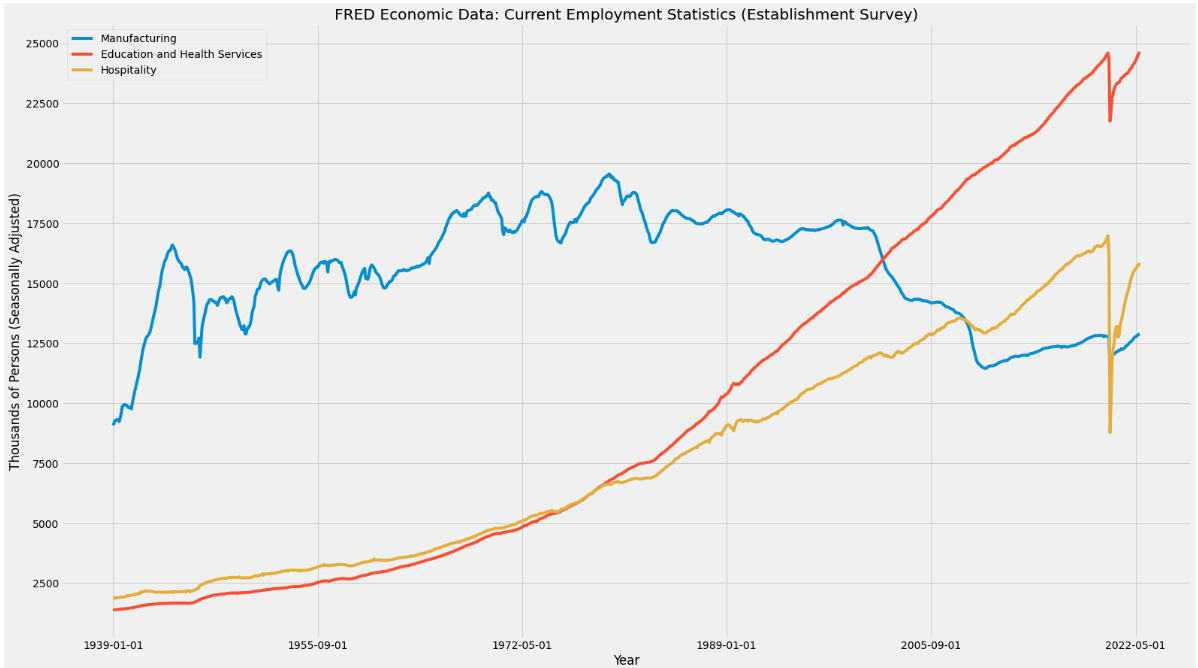 FRED Economic Data: Current Employment Statistics (Establishment Survey)
Manufacturing
Education and Health Services
Hospitality
Thousands of Persons (Seasonally Adjusted)
25000
22500
20000
17500
15000
12500
10000
7500
5000
2500
1939-01-01 1955-09-01 1972-05-01 1989-01-01 2005-09-01 2022-05-01
Year